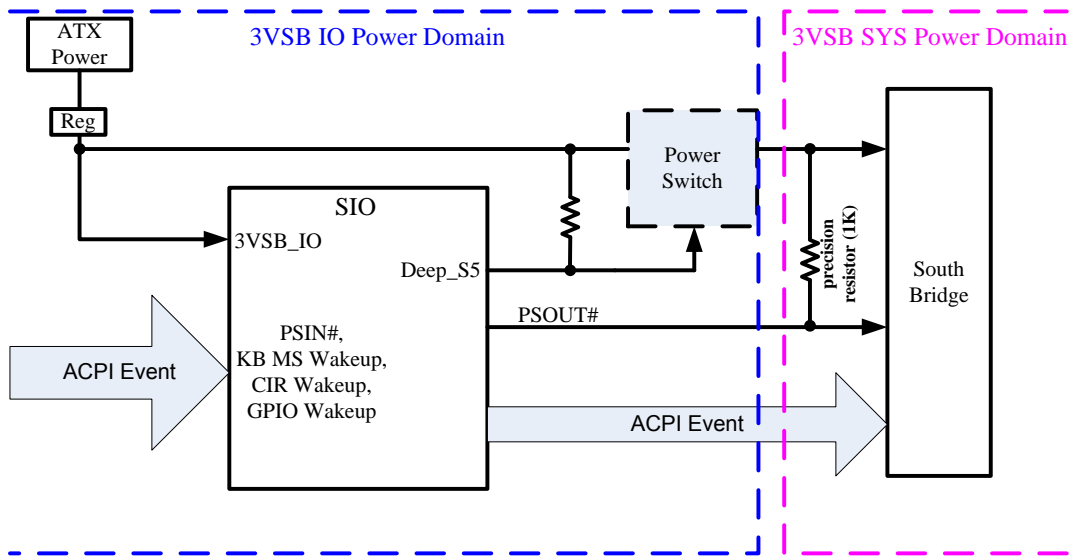 ATX
Power
3VSB IO Power Domain
3VSB SYS Power Domain
Reg
Power
Switch
SIO
3VSB_IO
Deep_S5
precision
resistor (1K)
South
Bridge
PSOUT#
PSIN#,
KB MS Wakeup,
CIR Wakeup,
GPIO Wakeup
ACPI Event
ACPI Event